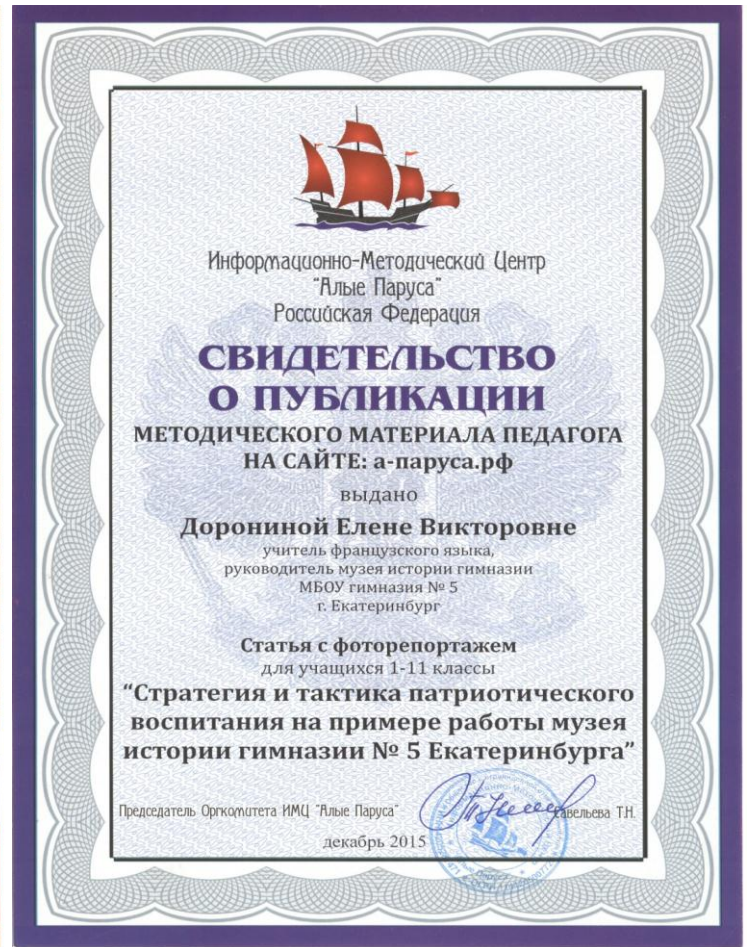 Информационно-Методический Центр
"Алые Паруса"
Российская Федерация
СВИДЕТЕЛЬСТВО
О ПУБЛИКАЦИИ
МЕТОДИЧЕСКОГО МАТЕРИАЛА ПЕДАГОГА
НА САЙТЕ: а-паруса.рф
выдано
Дорониной Елене Викторовне
учитель французского языка,
руководитель музея истории гимназии
МБОУ гимназия № 5
г. Екатеринбург
Статья с фоторепортажем
для учащихся 1-11 классы
“Стратегия и тактика патриотического
воспитания на примере работы музея
истории гимназии № 5 Екатеринбурга”
Председатель Оргкомитета ИМЦ "Алые Паруса" Савельева Т.Н.
декабрь 2015